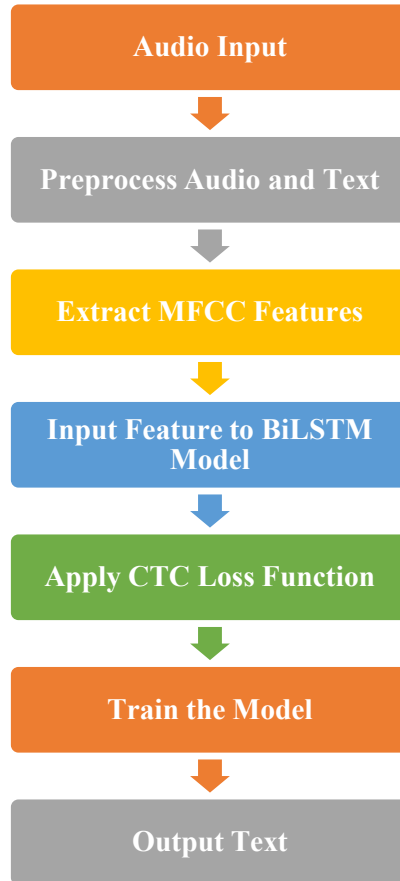 Audio Input
Preprocess Audio and Text
Extract MFCC Features
Input Feature to BiLSTM
Model
Apply CTC Loss Function
Train the Model
Output Text